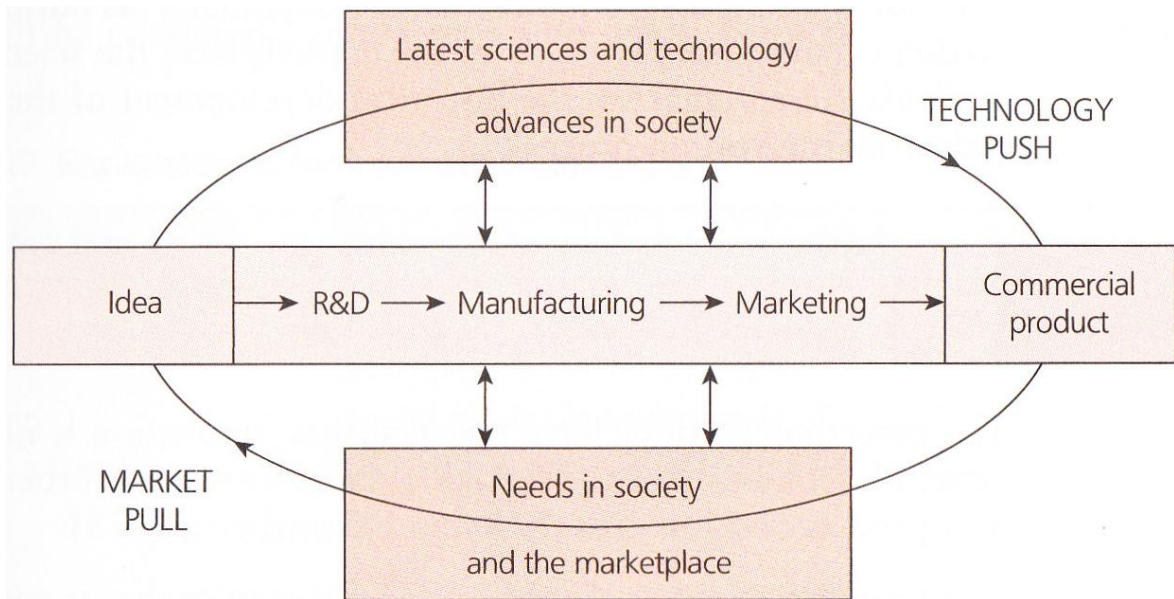 Latest sciences and technology
advances in society
TECHNOLOGY
PUSH
Idea
R&D
Manufacturing
Marketing
Commercial
product
MARKET
PULL
Needs in society
and the marketplace